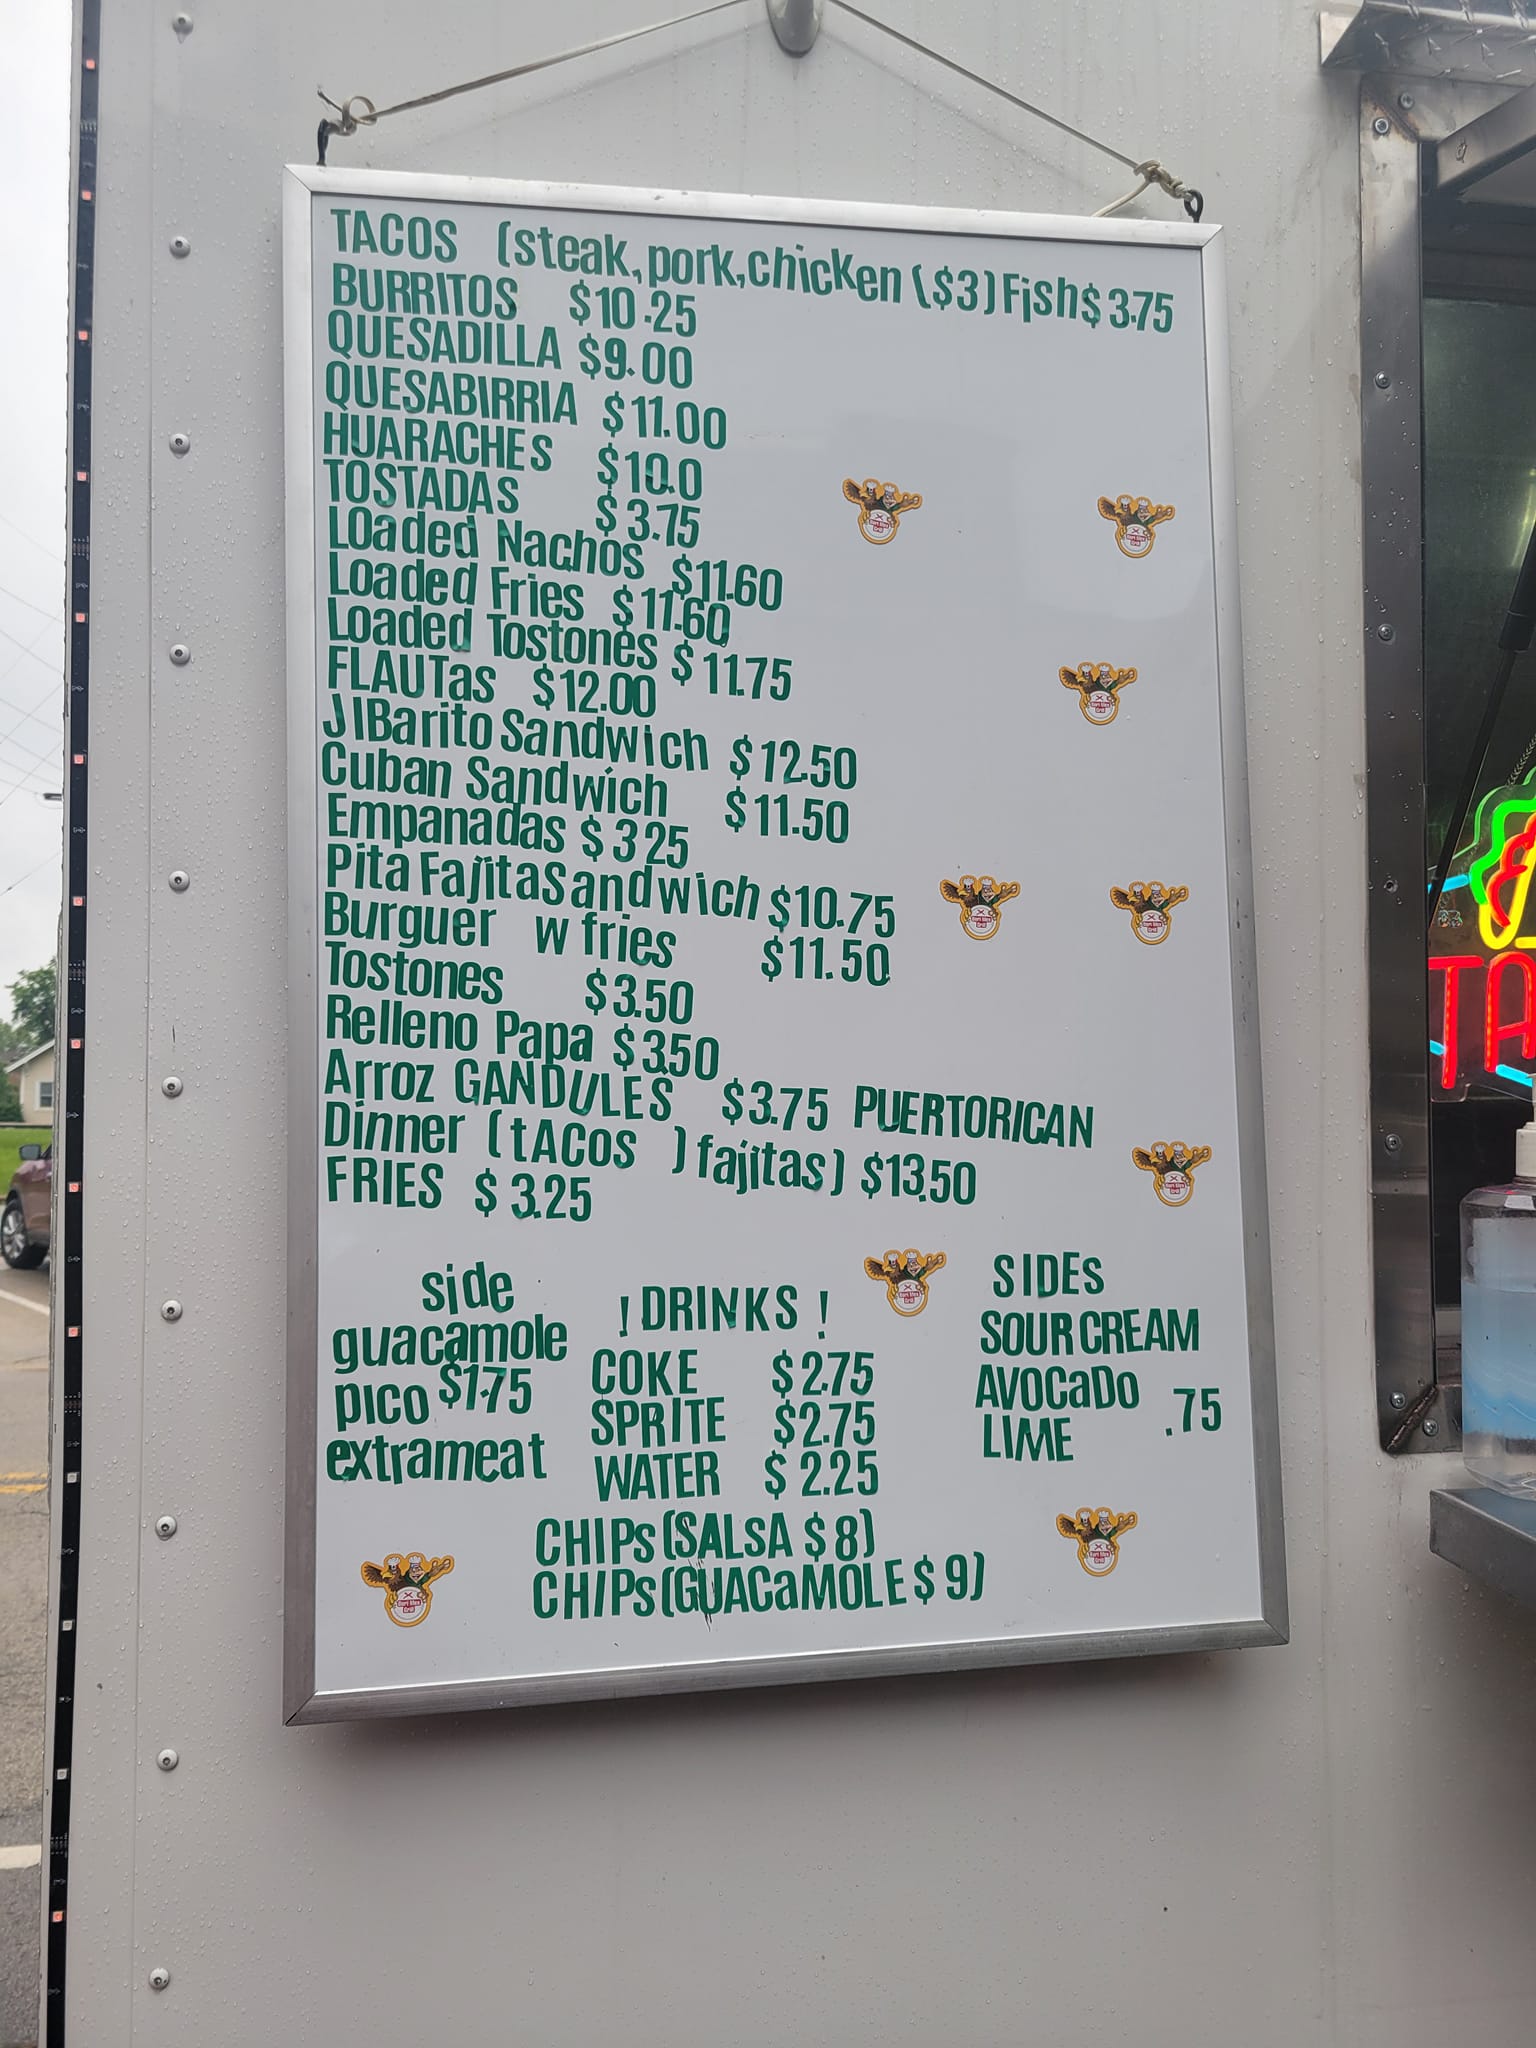 TACOS (steak,pork,chicken ($3)Fish$ 3.75
BURRITOS $10.25
QUESADILLA $9.00
QUESABIRRIA $11.00
HUARACHEs $10.0
TOSTADAs $3.75
LOaded Nachos $11.60
Loaded Fries $11.60
Loaded Tostones $11.75
FLAUTas $12.00
JIBarito Sandwich $12.50
Cuban Sandwich $11.50
Empanadas $325
Pita Fajita Sandwich $10.75
Burguer w fries $11.50
Tostones $3.50
Relleno Papa $3.50
Arroz GANDULES $3.75 PUERTORICAN
Dinner (tACOs ) fajitas) $13.50
FRIES $3.25
side
guacamole
pico $1.75
extrameat
! DRINKS !
COKE $2.75
SPRITE $2.75
WATER $2.25
SIDEs
SOUR CREAM
AVOCaDO .75
LIME
CHIPs (SALSA $8)
CHIPs (GUACaMOLE $9)
TA